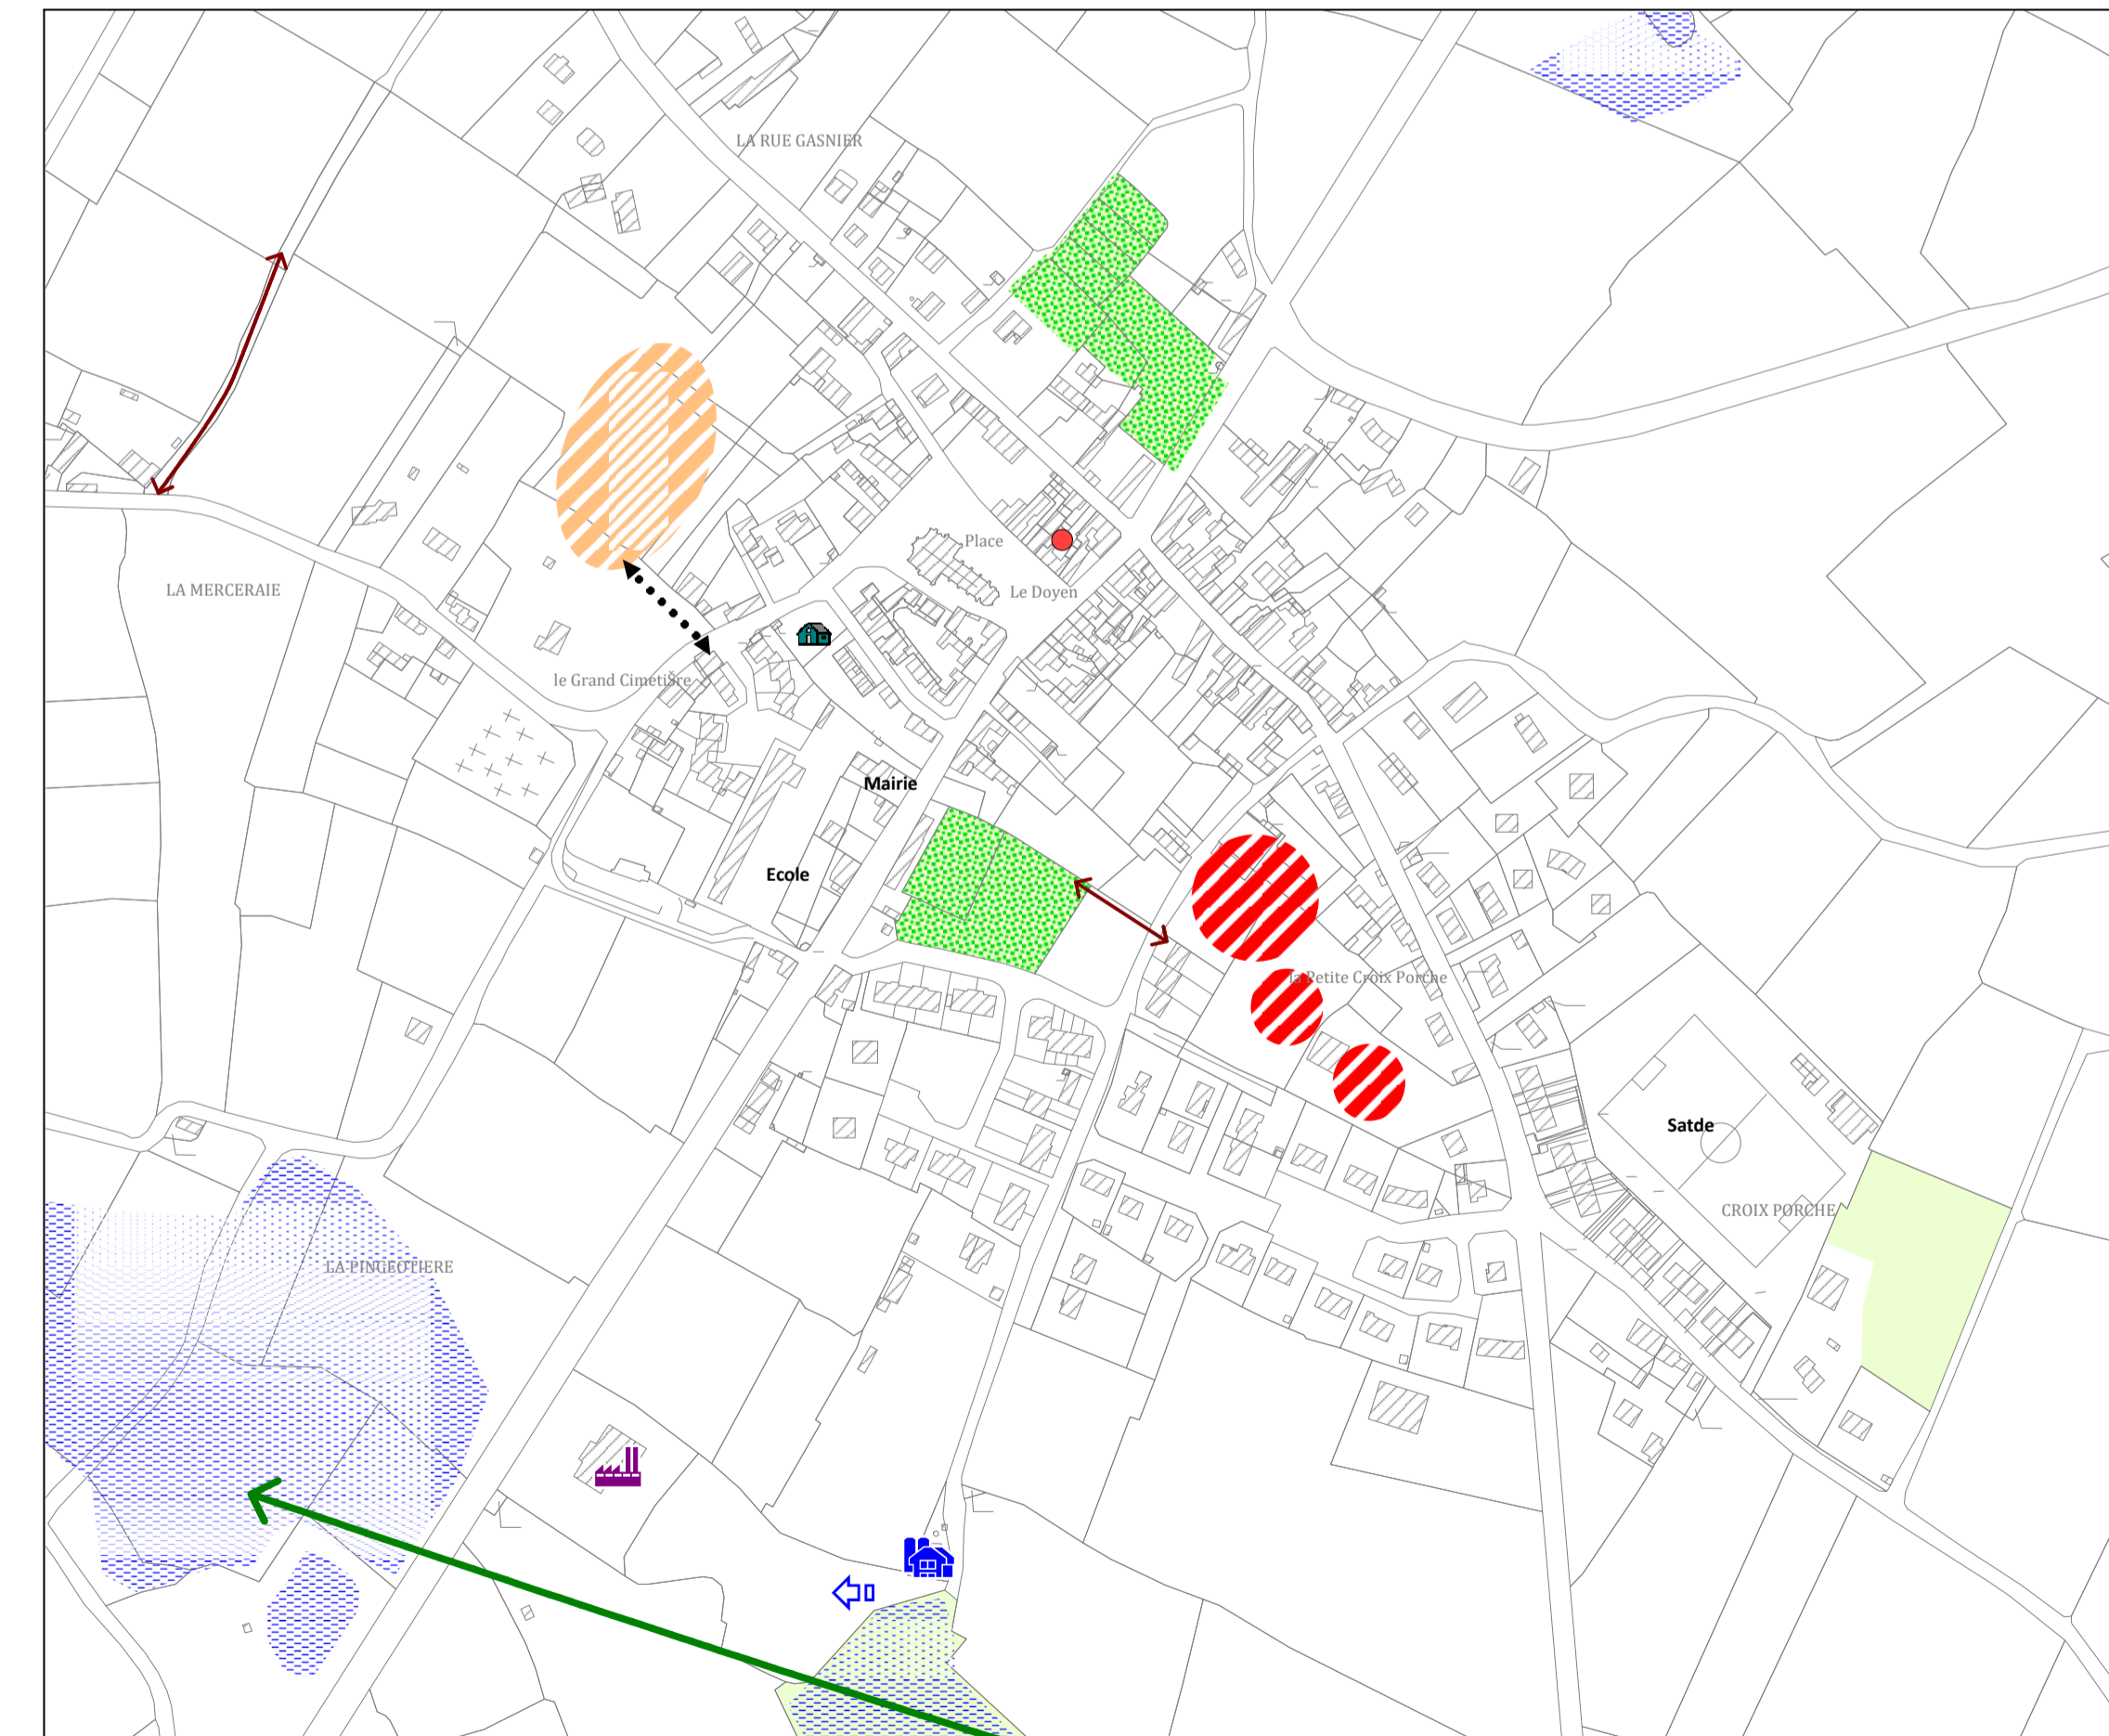 LA RUE GASNIER
Place
Le Doyen
LA MERCERAIE
le Grand CimetiŠre
Mairie
Ecole
la Petite Croix Porche
Satde
CROIX PORCHE
LA PINGEOTIERE